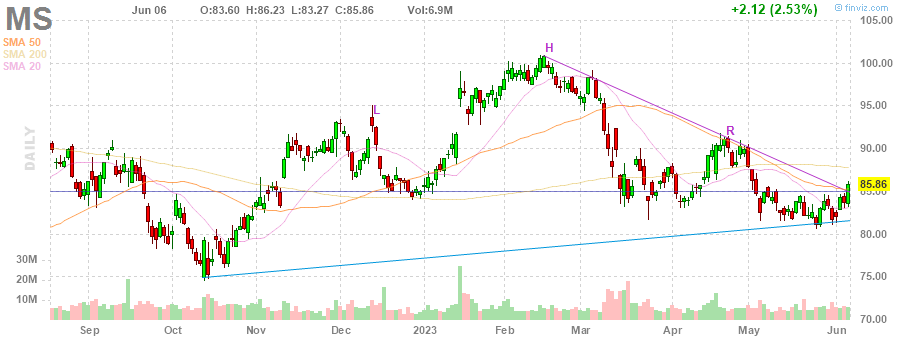 MS Jun 06 O:83.60 H:86.23 L:83.27 C:85.86 Vol:6.9M +2.12 (2.53%) © finviz.com
SMA 50
SMA 200
SMA 20
DAILY
H
L
R
105.00
100.00
95.00
90.00
85.86
85.00
80.00
75.00
70.00
30M
20M
10M
Sep Oct Nov Dec 2023 Feb Mar Apr May Jun